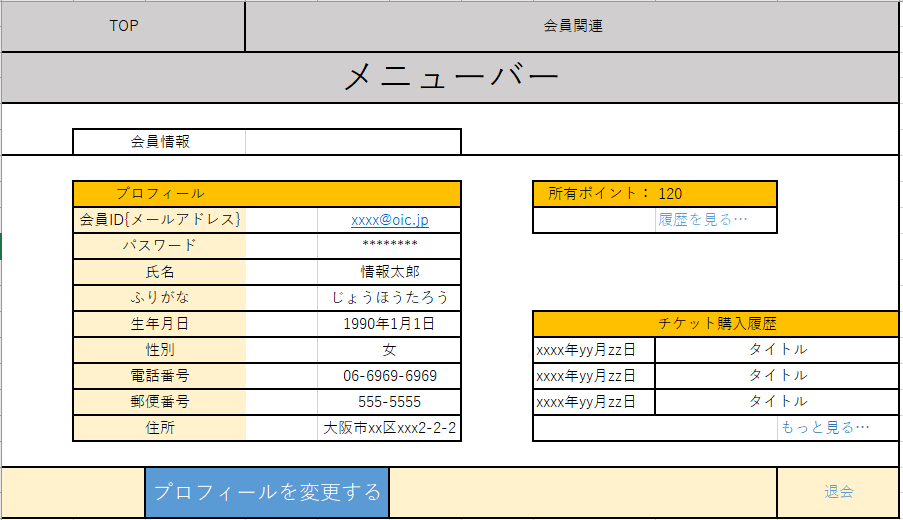 TOP 会員関連
メニューバー
会員情報
プロフィール
会員ID{メールアドレス} xxxx@oic.jp
パスワード ********
氏名 情報太郎
ふりがな じょうほうたろう
生年月日 1990年1月1日
性別 女
電話番号 06-6969-6969
郵便番号 555-5555
住所 大阪市xx区xxx2-2-2
所有ポイント： 120
履歴を見る…
チケット購入履歴
xxxx年yy月zz日 タイトル
xxxx年yy月zz日 タイトル
xxxx年yy月zz日 タイトル
もっと見る…
プロフィールを変更する 退会